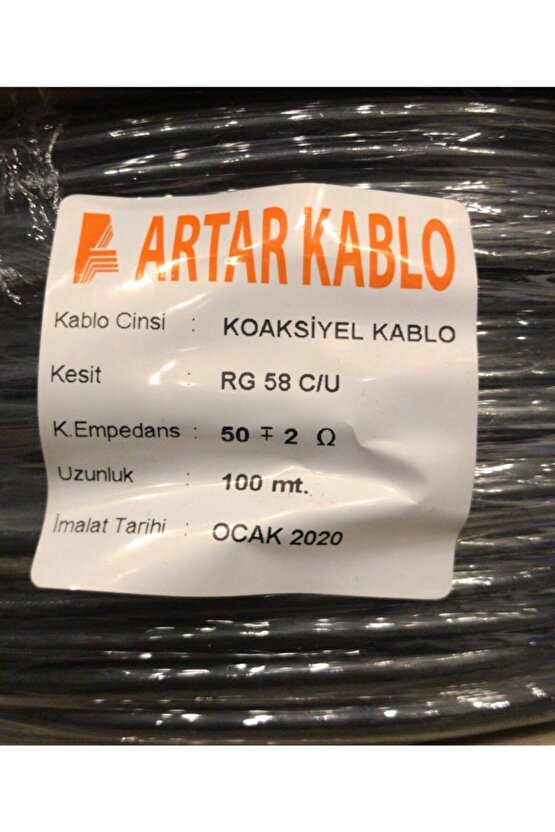 ARTAR KABLO
Kablo Cinsi : KOAKSİYEL KABLO
Kesit : RG 58 C/U
K.Empedans : 50 ∓ 2 Ω
Uzunluk : 100 mt.
İmalat Tarihi : OCAK 2020